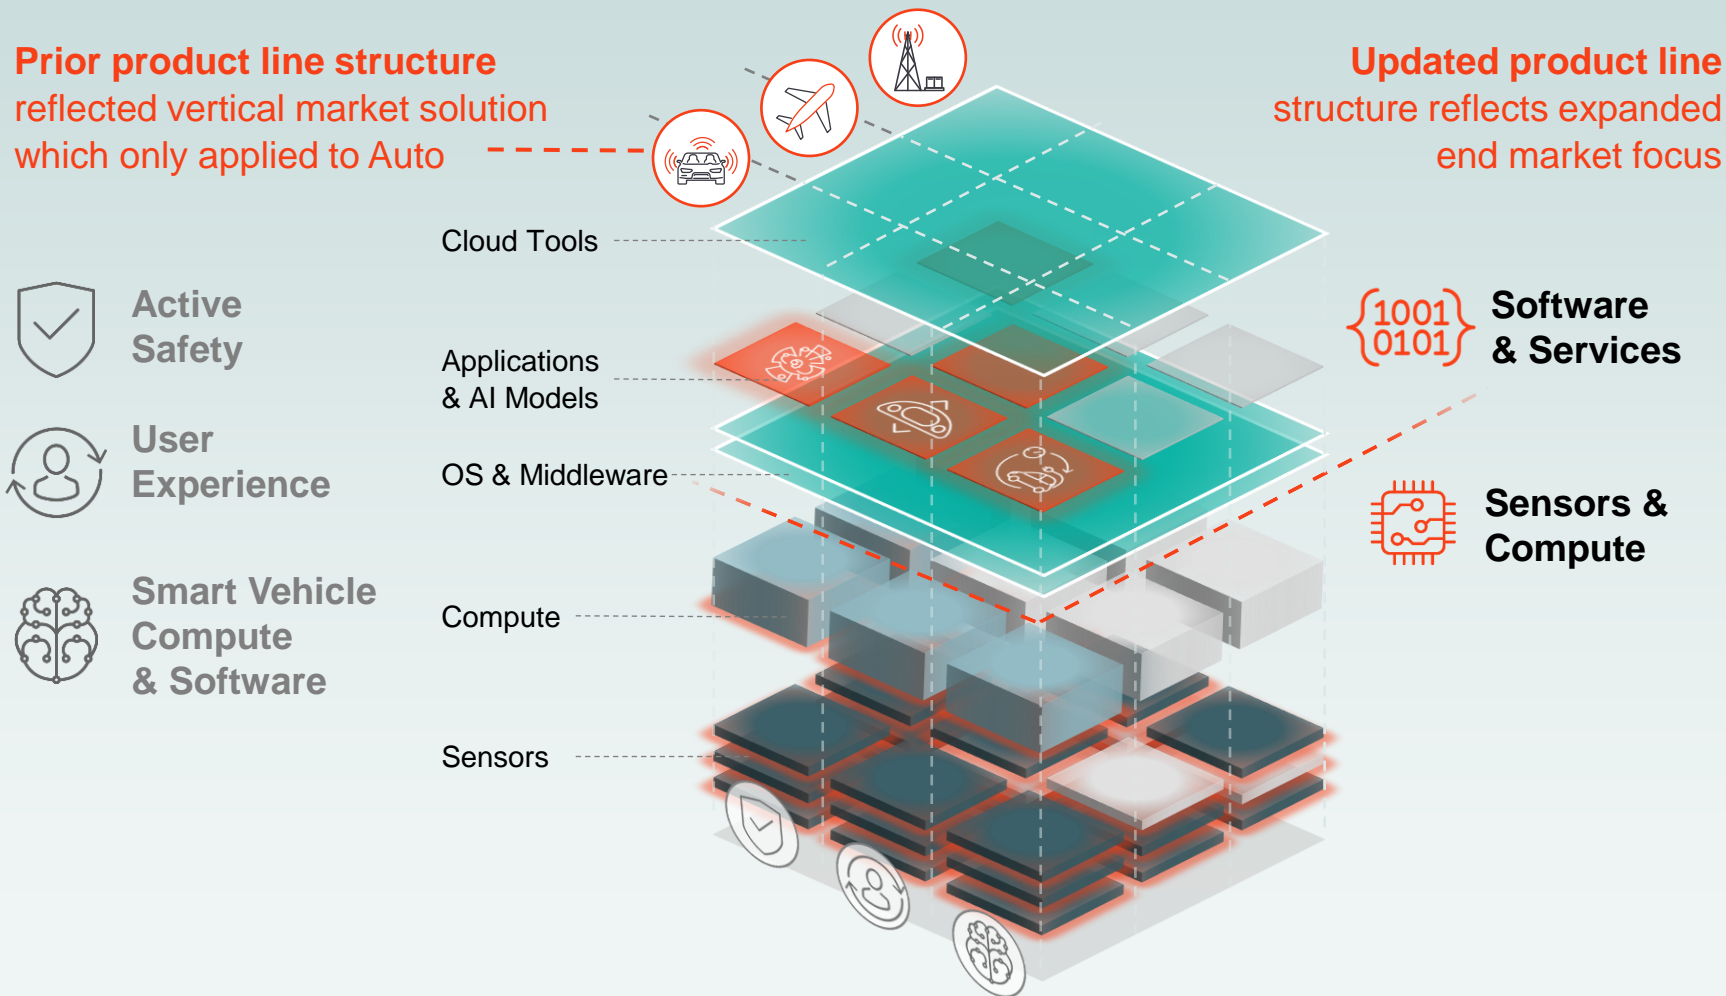 Prior product line structure
reflected vertical market solution
which only applied to Auto
Updated product line
structure reflects expanded
end market focus
Active
Safety
User
Experience
Smart Vehicle
Compute
& Software
Cloud Tools
Applications
& AI Models
OS & Middleware
Compute
Sensors
1001
0101
Software
& Services
Sensors &
Compute